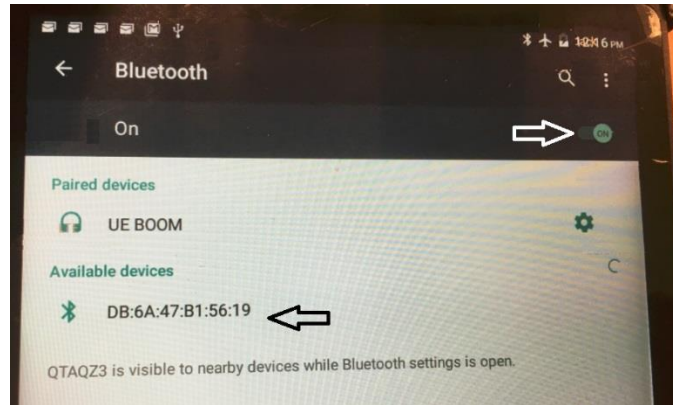 Bluetooth
On
ON
Paired devices
UE BOOM
Available devices
DB:6A:47:B1:56:19
QTAQZ3 is visible to nearby devices while Bluetooth settings is open.